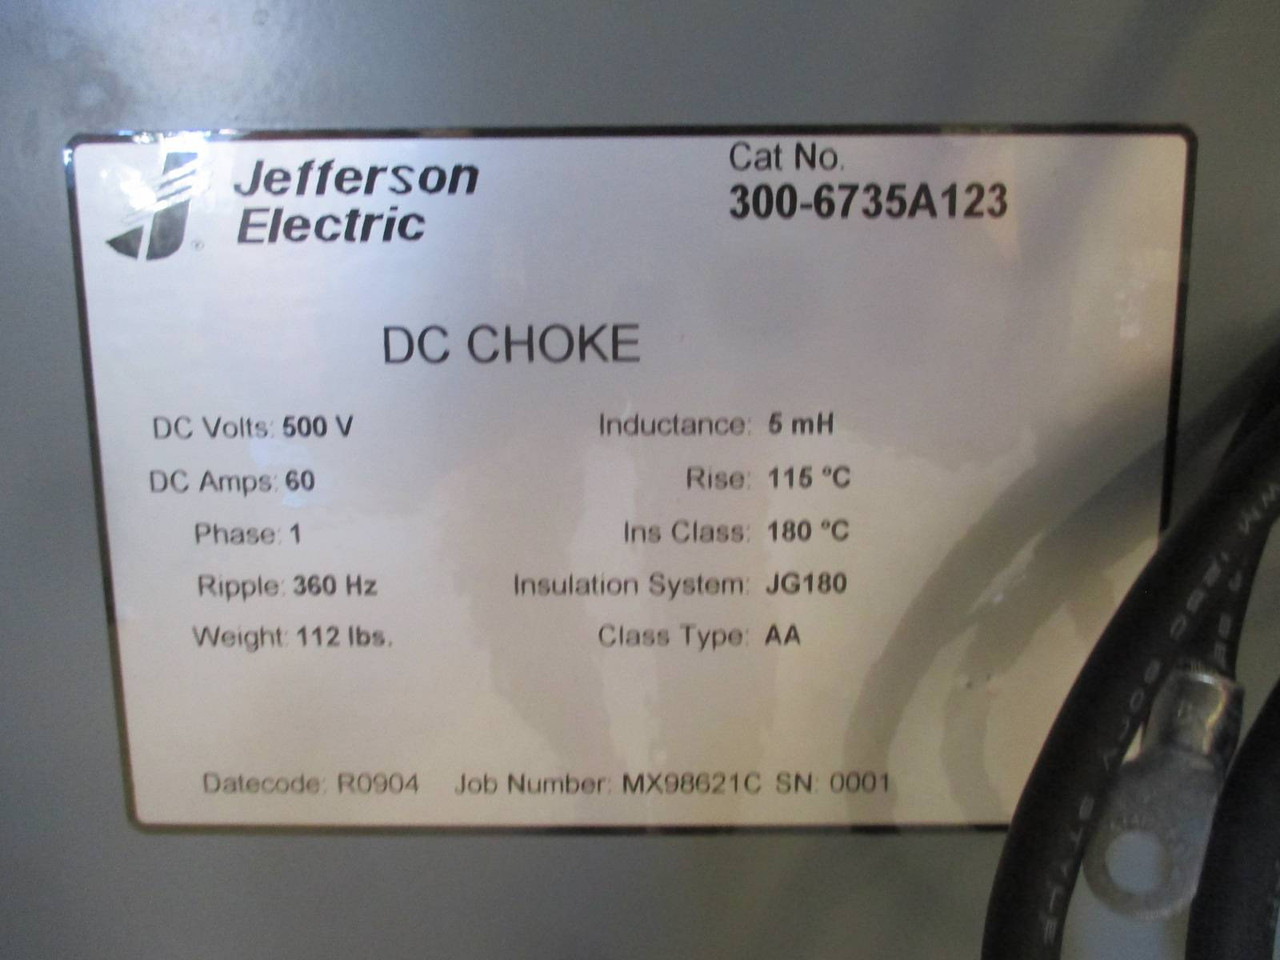 Jefferson
Electric
®
Cat No.
300-6735A123
DC CHOKE
DC Volts: 500 V
Inductance: 5 mH
DC Amps: 60
Rise: 115 ºC
Phase: 1
Ins Class: 180 ºC
Ripple: 360 Hz
Insulation System: JG180
Weight: 112 lbs.
Class Type: AA
Datecode: R0904 Job Number: MX98621C SN: 0001